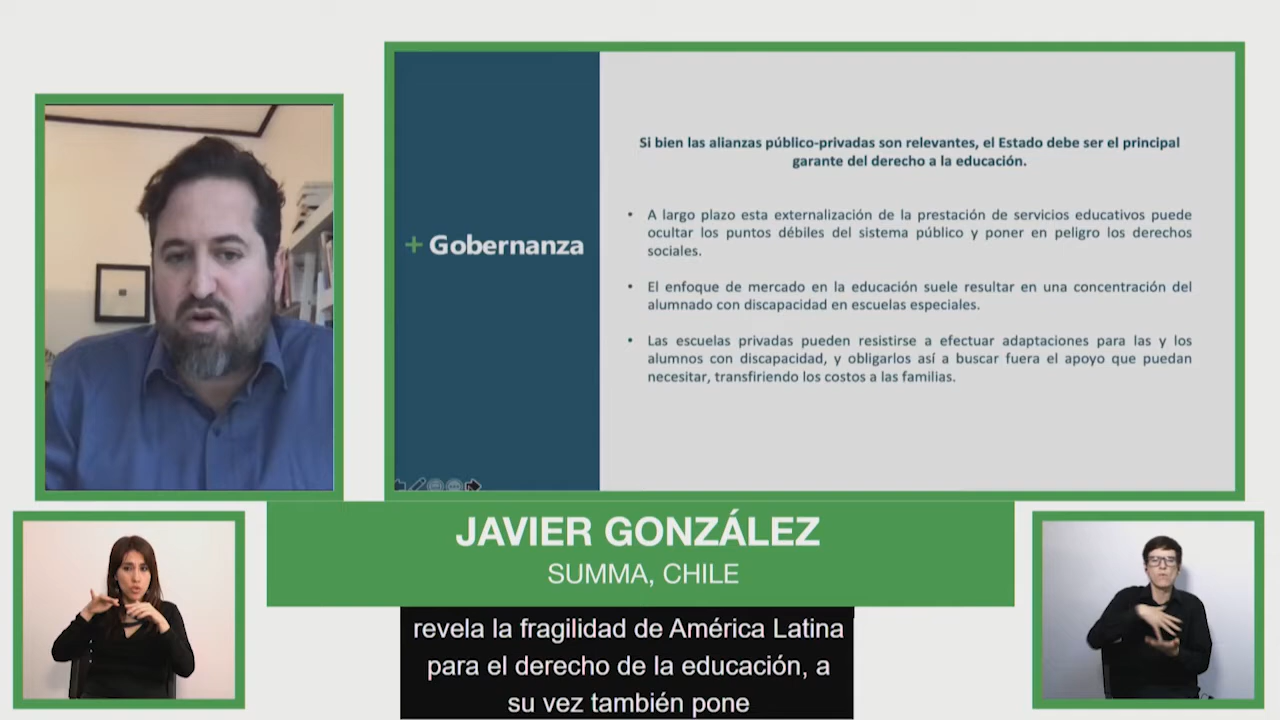 + Gobernanza
Si bien las alianzas público-privadas son relevantes, el Estado debe ser el principal
garante del derecho a la educación.
• A largo plazo esta externalización de la prestación de servicios educativos puede
ocultar los puntos débiles del sistema público y poner en peligro los derechos
sociales.
• El enfoque de mercado en la educación suele resultar en una concentración del
alumnado con discapacidad en escuelas especiales.
• Las escuelas privadas pueden resistirse a efectuar adaptaciones para las y los
alumnos con discapacidad, y obligarlos así a buscar fuera el apoyo que puedan
necesitar, transfiriendo los costos a las familias.
JAVIER GONZÁLEZ
SUMMA, CHILE
revela la fragilidad de América Latina
para el derecho de la educación, a
su vez también pone